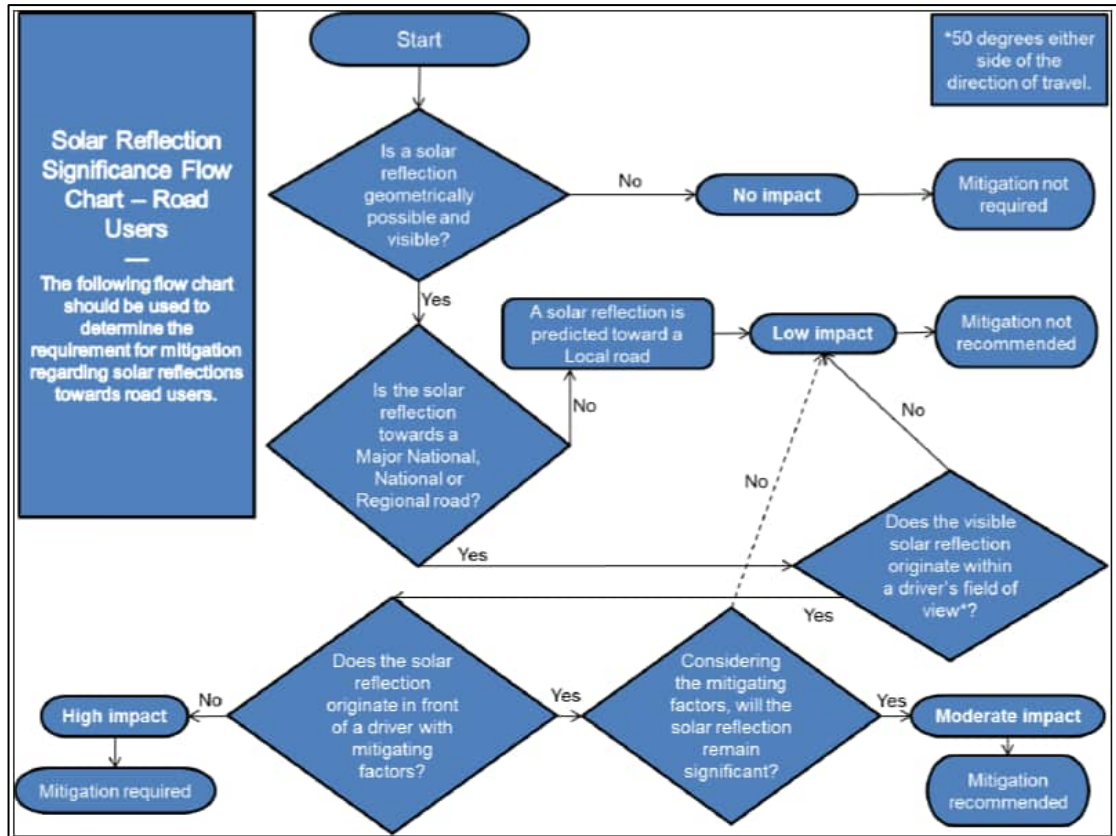 Solar Reflection
Significance Flow
Chart – Road
Users
—
The following flow chart
should be used to
determine the
requirement for mitigation
regarding solar reflections
towards road users.
Start
*50 degrees either
side of the
direction of travel.
Is a solar
reflection
geometrically
possible and
visible?
No
No impact
Mitigation not
required
Yes
Is the solar
reflection
towards a
Major National,
National or
Regional road?
No
A solar reflection is
predicted toward a
Local road
Low impact
Mitigation not
recommended
Yes
Does the visible
solar reflection
originate within
a driver's field of
view*?
No
Yes
Does the solar
reflection
originate in front
of a driver with
mitigating
factors?
No
High impact
Mitigation required
Yes
Considering
the mitigating
factors, will the
solar reflection
remain
significant?
No
Yes
Moderate impact
Mitigation
recommended